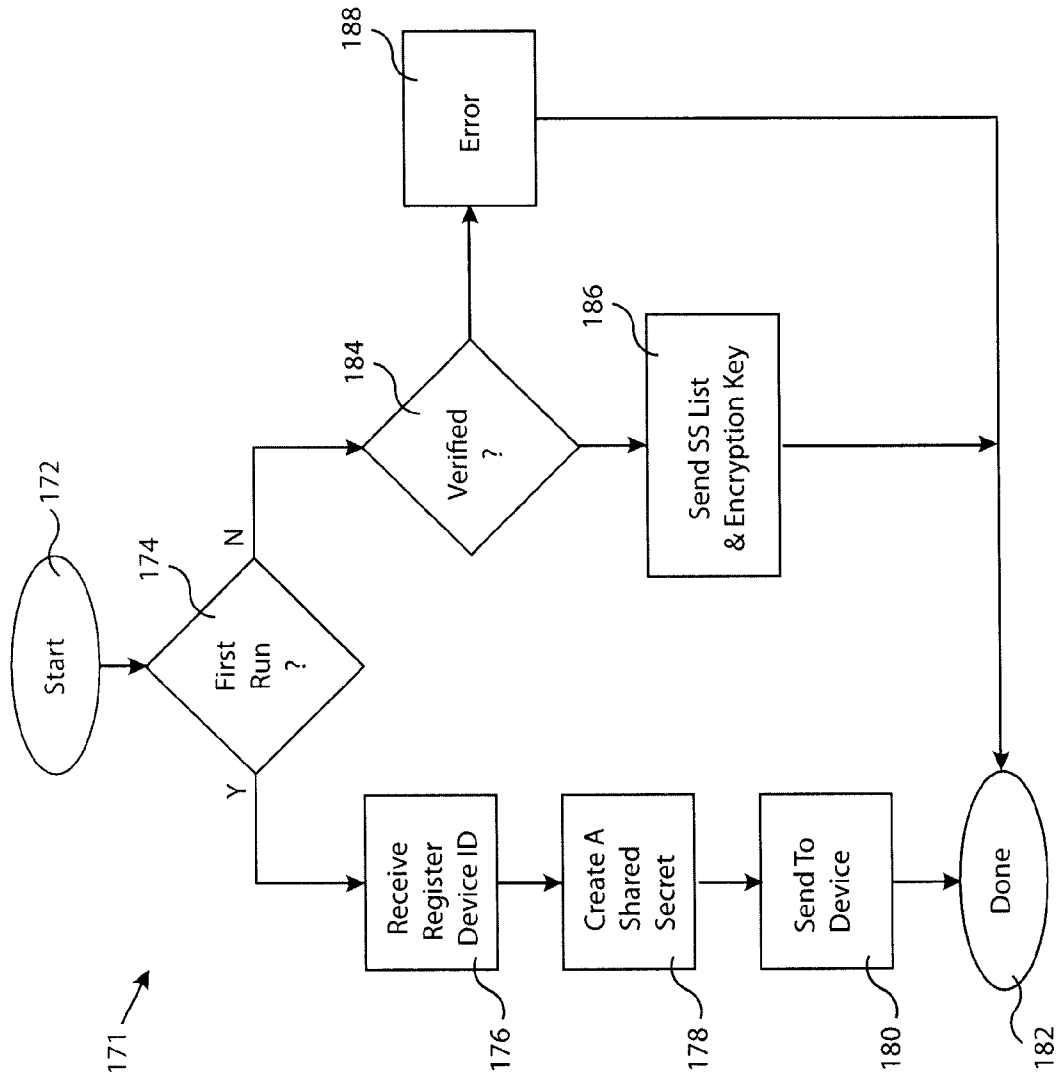 171
Start
172
First
Run
?
174
Y
N
Receive
Register
Device ID
176
Create A
Shared
Secret
178
Send To
Device
180
Done
182
Verified
?
184
Send SS List
& Encryption Key
186
Error
188